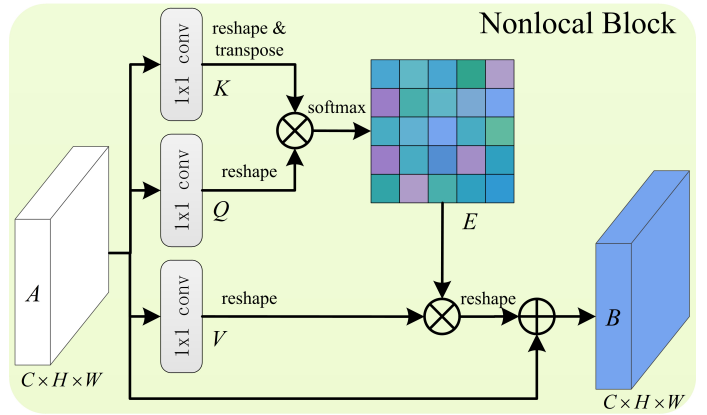 Nonlocal Block
reshape &
transpose
1x1 conv
K
softmax
1x1 conv
reshape
Q
E
A
1x1 conv
reshape
V
reshape
B
C×H×W
C×H×W